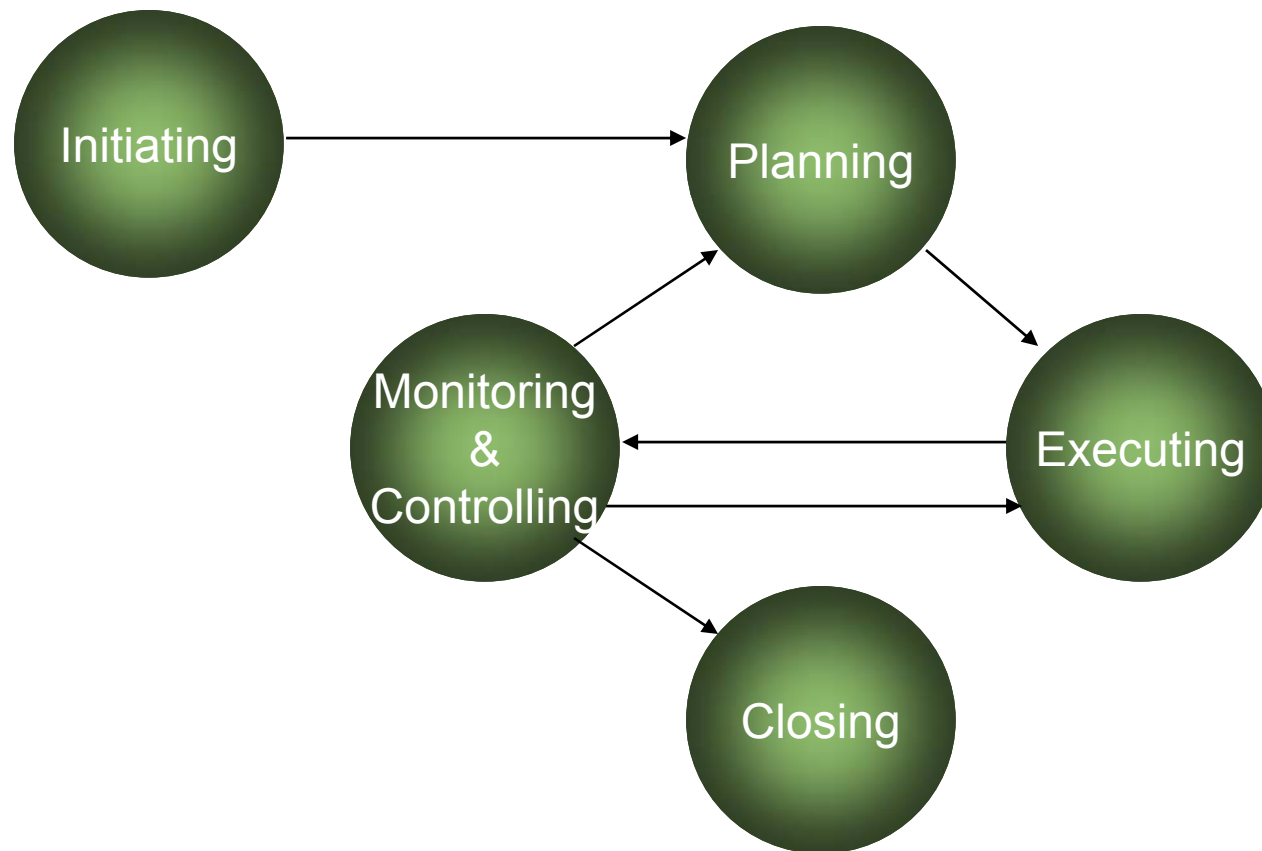 Initiating
Planning
Monitoring
&
Controlling
Executing
Closing